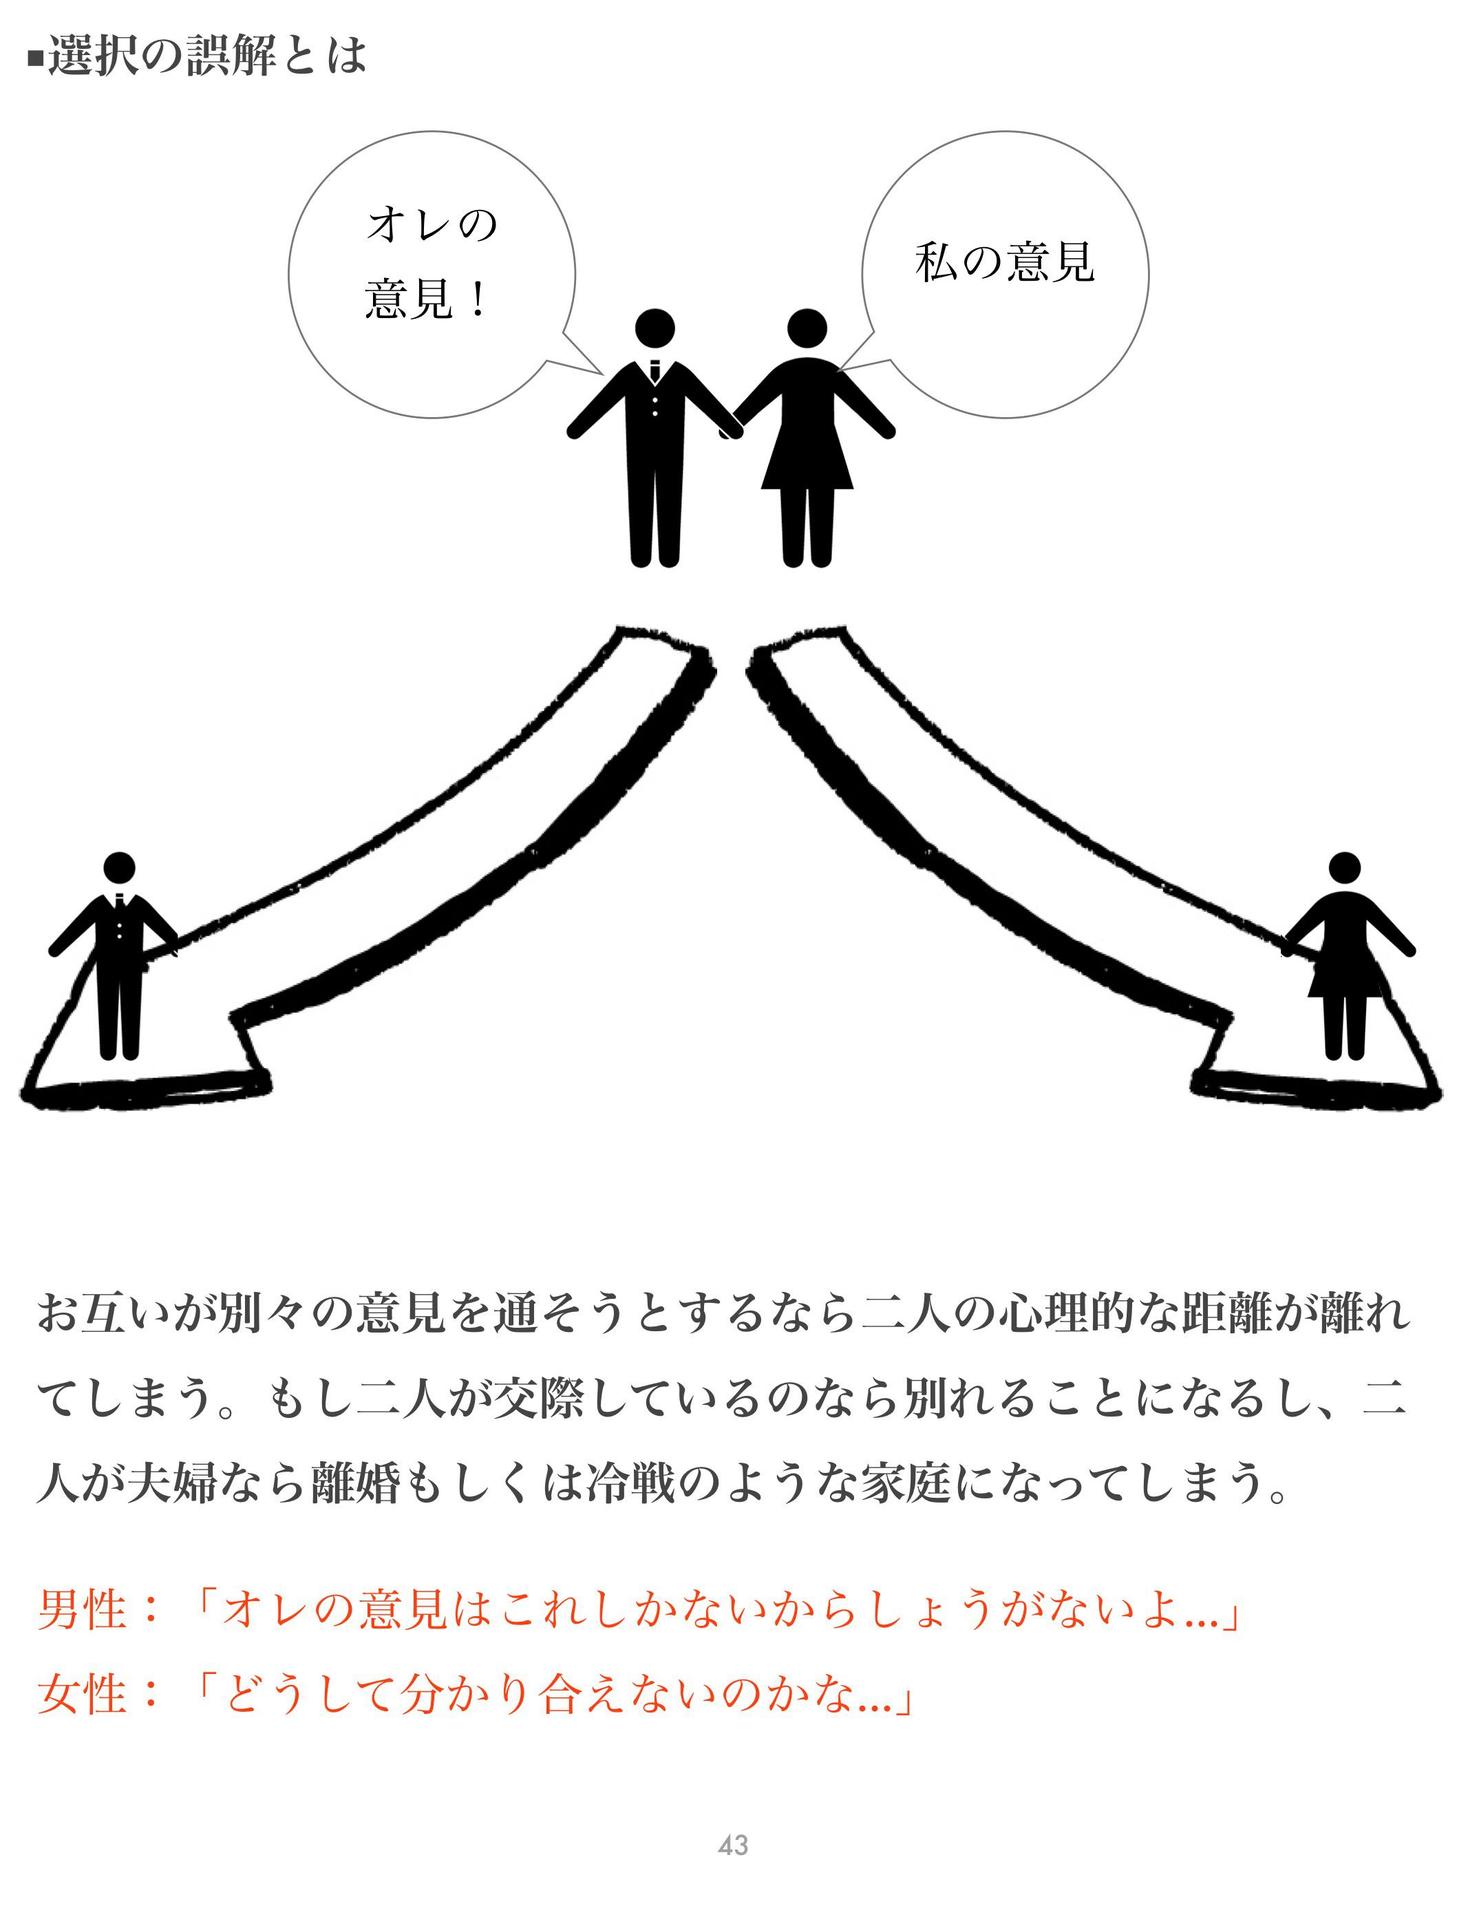 ■選択の誤解とは
オレの
意見！
私の意見
お互いが別々の意見を通そうとするなら二人の心理的な距離が離れ
てしまう。もし二人が交際しているのなら別れることになるし、二
人が夫婦なら離婚もしくは冷戦のような家庭になってしまう。
男性：「オレの意見はこれしかないからしょうがないよ...」
女性：「どうして分かり合えないのかな...」
43